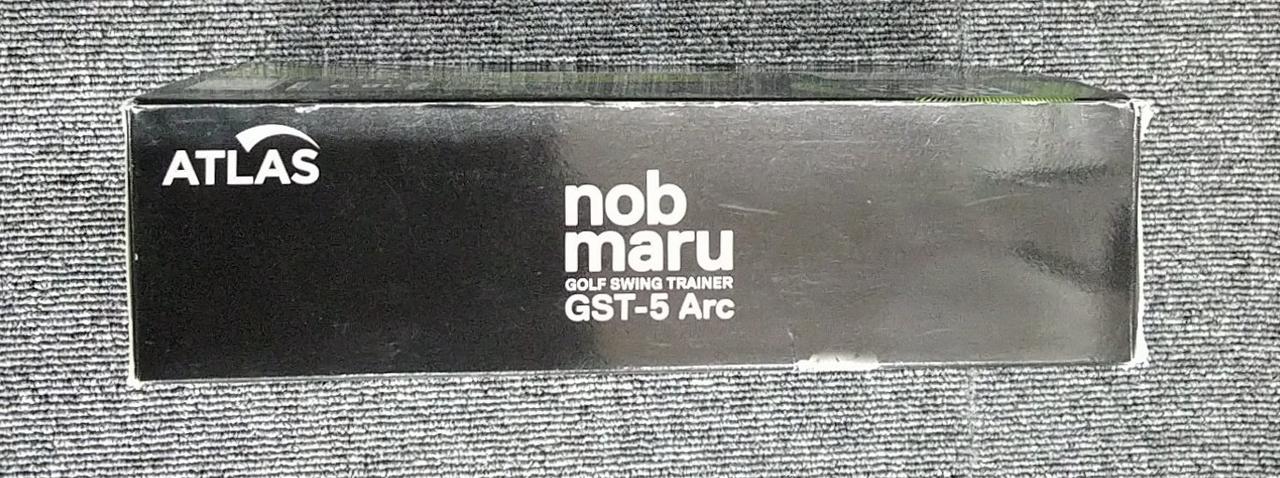 ATLAS
nob
maru
GOLF SWING TRAINER
GST-5 Arc